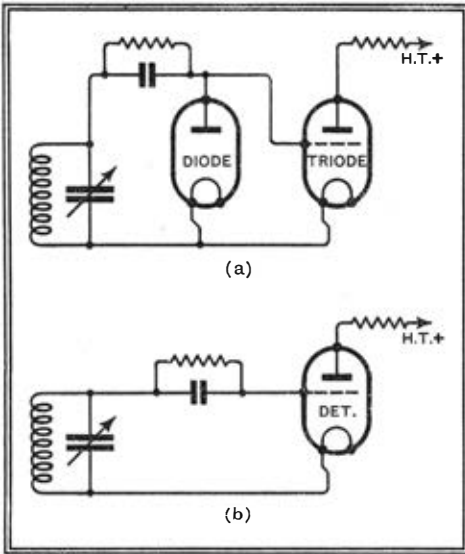 H.T.+
DIODE
TRIODE
(a)
H.T.+
DET.
(b)